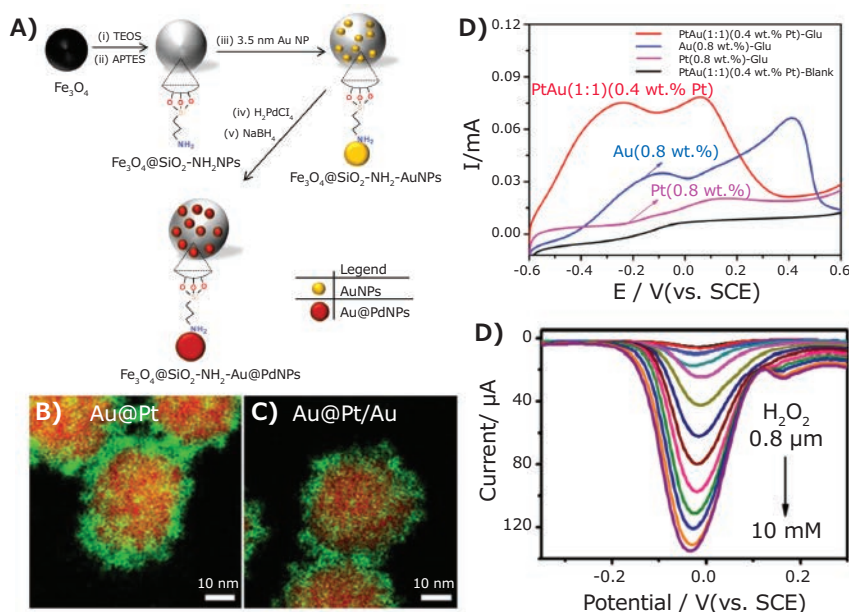 A)
(i) TEOS
(ii) APTES
(iii) 3.5 nm Au NP
Fe3O4
NH2
Fe3O4@SiO2-NH2NPs
(iv) H2PdCI4
(v) NaBH4
NH2
Fe3O4@SiO2-NH2-AuNPs
NH2
Fe3O4@SiO2-NH2-Au@PdNPs
Legend
AuNPs
Au@PdNPs
B) Au@Pt
10 nm
C) Au@Pt/Au
10 nm
D)
PtAu(1:1)(0.4 wt.% Pt)-Glu
Au(0.8 wt.%)-Glu
Pt(0.8 wt.%)-Glu
PtAu(1:1)(0.4 wt.% Pt)-Blank
PtAu(1:1)(0.4 wt.% Pt)
Au(0.8 wt.%)
Pt(0.8 wt.%)
I/mA
0.12
0.09
0.06
0.03
0.00
-0.6 -0.4 -0.2 0.0 0.2 0.4 0.6
E / V(vs. SCE)
D)
Current/ µA
0
40
80
120
H2O2
0.8 µm
10 mM
-0.2 0.0 0.2
Potential / V(vs. SCE)